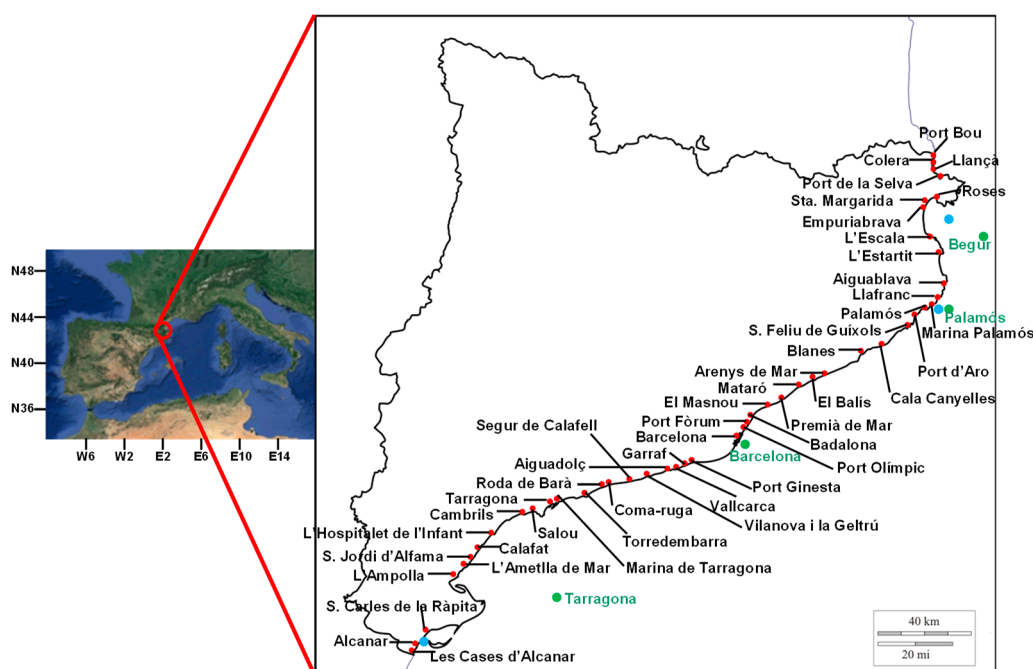 Port Bou
Colera
Llançà
Port de la Selva
Roses
Sta. Margarida
Empuriabrava
L'Escala
Begur
L'Estartit
Aiguablava
Llafranc
Palamós
Palamós
S. Feliu de Guíxols
Marina Palamós
Blanes
Port d'Aro
Arenys de Mar
Mataró
Cala Canyelles
El Masnou
El Balís
Port Fòrum
Premià de Mar
Segur de Calafell
Barcelona
Badalona
Garraf
Barcelona
Port Olímpic
Aiguadolç
Roda de Barà
Port Ginesta
Tarragona
Coma-ruga
Vallcarca
Cambrils
Vilanova i la Geltrú
L'Hospitalet de l'Infant
Salou
Torredembarra
S. Jordi d'Alfama
Calafat
Marina de Tarragona
L'Ampolla
L'Ametlla de Mar
Tarragona
S. Carles de la Ràpita
Alcanar
Les Cases d'Alcanar
40 km
20 mi
N48
N44
N40
N36
W6 W2 E2 E6 E10 E14